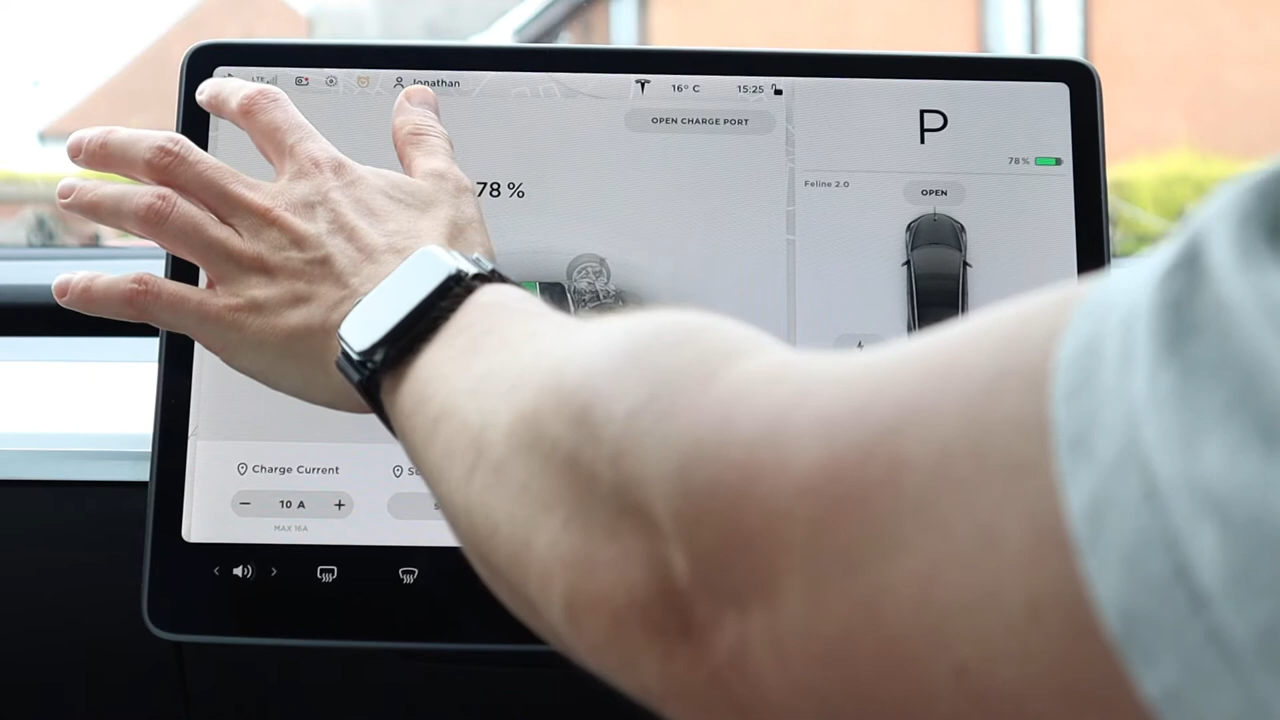 LTE
Jonathan
16° C
15:25
OPEN CHARGE PORT
P
78 %
78 %
Feline 2.0
OPEN
Charge Current
− 10 A +
MAX 16A